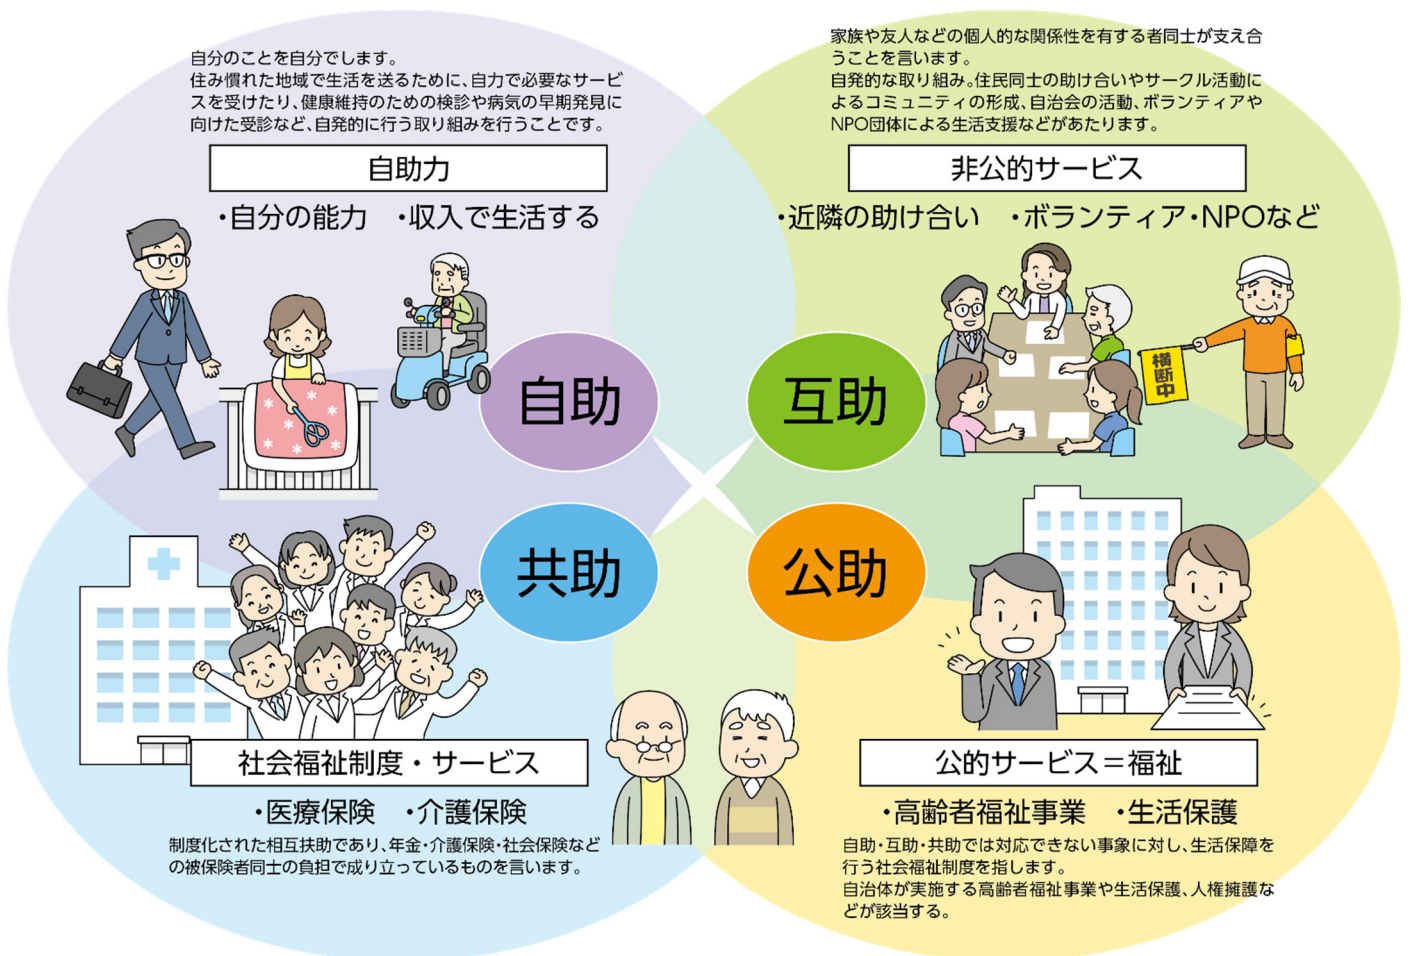 自分のことを自分でします。
住み慣れた地域で生活を送るために、自力で必要なサービ
スを受けたり、健康維持のための検診や病気の早期発見に
向けた受診など、自発的に行う取り組みを行うことです。
自助力
・自分の能力　・収入で生活する
家族や友人などの個人的な関係性を有する者同士が支え合
うことを言います。
自発的な取り組み。住民同士の助け合いやサークル活動に
よるコミュニティの形成、自治会の活動、ボランティアや
NPO団体による生活支援などがあたります。
非公的サービス
・近隣の助け合い　・ボランティア・NPOなど
横断中
自助
互助
共助
公助
社会福祉制度・サービス
・医療保険　・介護保険
制度化された相互扶助であり、年金・介護保険・社会保険など
の被保険者同士の負担で成り立っているものを言います。
公的サービス＝福祉
・高齢者福祉事業　・生活保護
自助・互助・共助では対応できない事象に対し、生活保障を
行う社会福祉制度を指します。
自治体が実施する高齢者福祉事業や生活保護、人権擁護な
どが該当する。